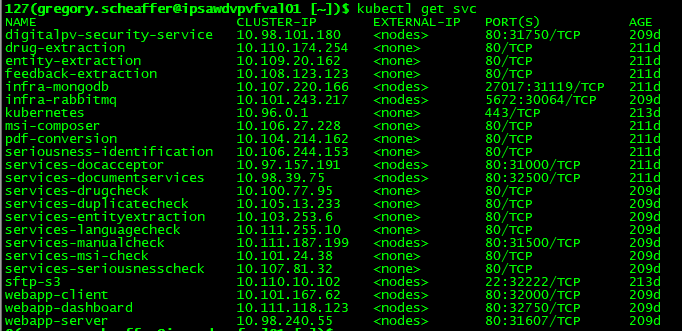 127(gregory.scheaffer@ipsawdvpvfval01 [~])$ kubectl get svc
NAME CLUSTER-IP EXTERNAL-IP PORT(S) AGE
digitalpv-security-service 10.98.101.180 <nodes> 80:31750/TCP 209d
drug-extraction 10.110.174.254 <none> 80/TCP 211d
entity-extraction 10.109.20.162 <none> 80/TCP 211d
feedback-extraction 10.108.123.123 <none> 80/TCP 211d
infra-mongodb 10.107.220.166 <nodes> 27017:31119/TCP 211d
infra-rabbitmq 10.101.243.217 <nodes> 5672:30064/TCP 209d
kubernetes 10.96.0.1 <none> 443/TCP 213d
msi-composer 10.106.27.228 <none> 80/TCP 211d
pdf-conversion 10.104.214.162 <none> 80/TCP 211d
seriousness-identification 10.106.244.153 <none> 80/TCP 211d
services-docacceptor 10.97.157.191 <nodes> 80:31000/TCP 211d
services-documentservices 10.98.39.75 <nodes> 80:32500/TCP 211d
services-drugcheck 10.100.77.95 <none> 80/TCP 209d
services-duplicatecheck 10.105.13.233 <none> 80/TCP 209d
services-entityextraction 10.103.253.6 <none> 80/TCP 209d
services-languagecheck 10.111.255.10 <none> 80/TCP 209d
services-manualcheck 10.111.187.199 <nodes> 80:31500/TCP 209d
services-msi-check 10.101.24.38 <none> 80/TCP 209d
services-seriousnesscheck 10.107.81.32 <none> 80/TCP 209d
sftp-s3 10.110.10.102 <nodes> 22:32222/TCP 213d
webapp-client 10.101.167.62 <nodes> 80:32000/TCP 209d
webapp-dashboard 10.111.118.123 <nodes> 80:32750/TCP 209d
webapp-server 10.98.240.55 <nodes> 80:31607/TCP 209d